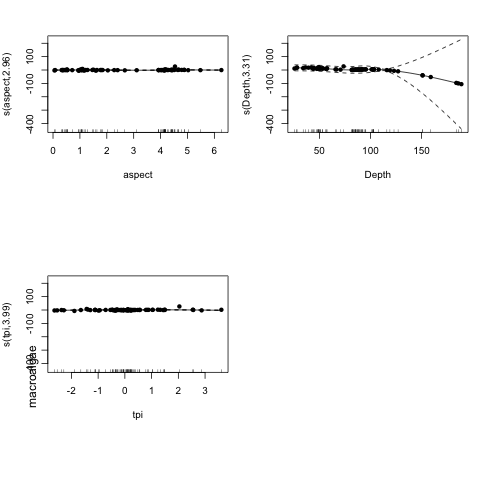 s(aspect,2.96)
100
-100
-400
0 1 2 3 4 5 6
aspect
s(Depth,3.31)
100
-100
-400
50 100 150
Depth
s(tpi,3.99)
100
-100
-400
macroalgae
-2 -1 0 1 2 3
tpi